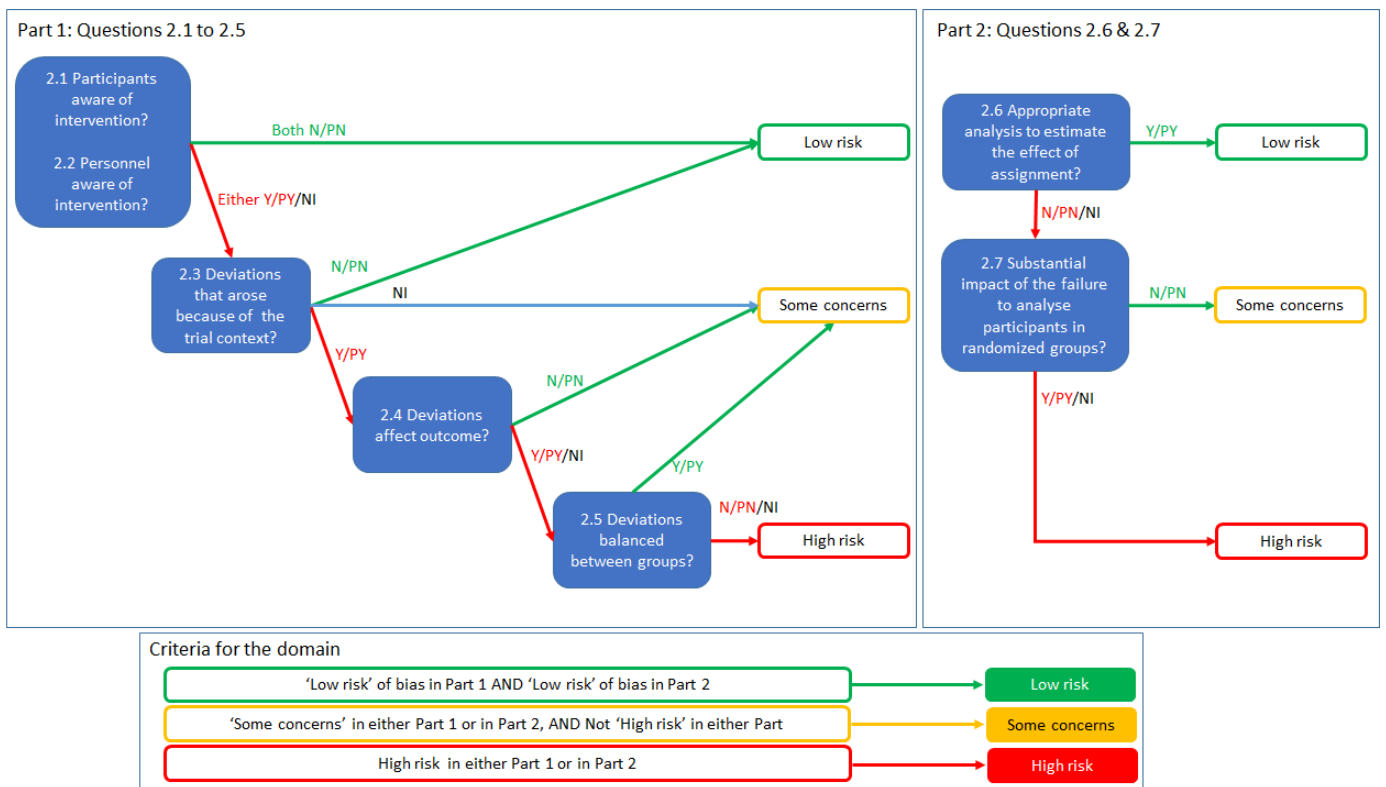 Part 1: Questions 2.1 to 2.5
2.1 Participants
aware of
intervention?
2.2 Personnel
aware of
intervention?
Both N/PN
Low risk
Either Y/PY/NI
2.3 Deviations
that arose
because of the
trial context?
N/PN
NI
Some concerns
Y/PY
2.4 Deviations
affect outcome?
N/PN
Y/PY/NI
Y/PY
2.5 Deviations
balanced
between groups?
N/PN/NI
High risk
Part 2: Questions 2.6 & 2.7
2.6 Appropriate
analysis to estimate
the effect of
assignment?
Y/PY
Low risk
N/PN/NI
2.7 Substantial
impact of the failure
to analyse
participants in
randomized groups?
N/PN
Some concerns
Y/PY/NI
High risk
Criteria for the domain
‘Low risk’ of bias in Part 1 AND ‘Low risk’ of bias in Part 2
Low risk
‘Some concerns’ in either Part 1 or in Part 2, AND Not ‘High risk’ in either Part
Some concerns
High risk in either Part 1 or in Part 2
High risk